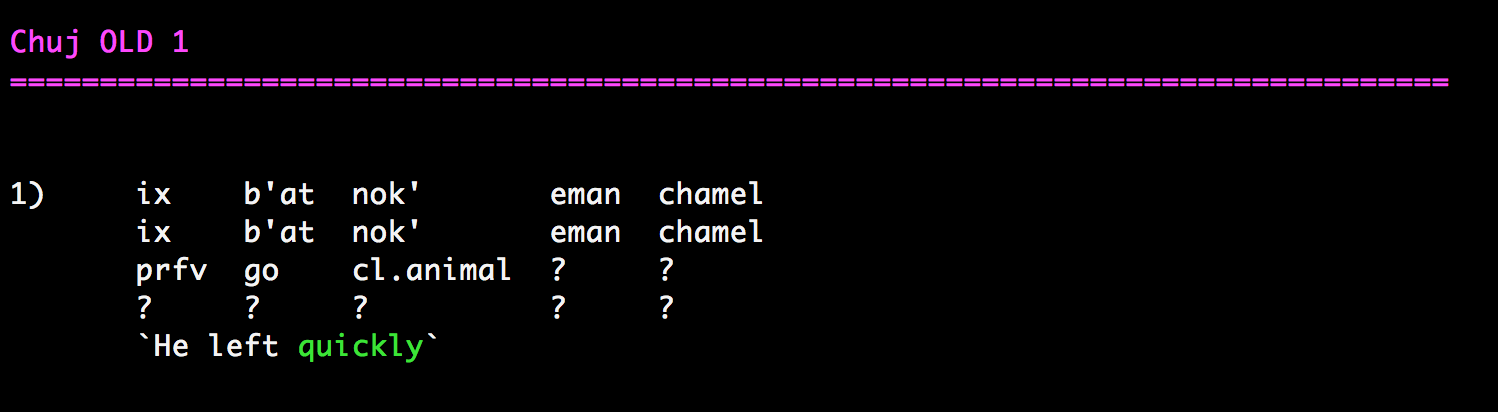 Chuj OLD 1
================================================================================
1) ix b'at nok' eman chamel
ix b'at nok' eman chamel
prfv go cl.animal ? ?
? ? ? ? ?
`He left quickly`